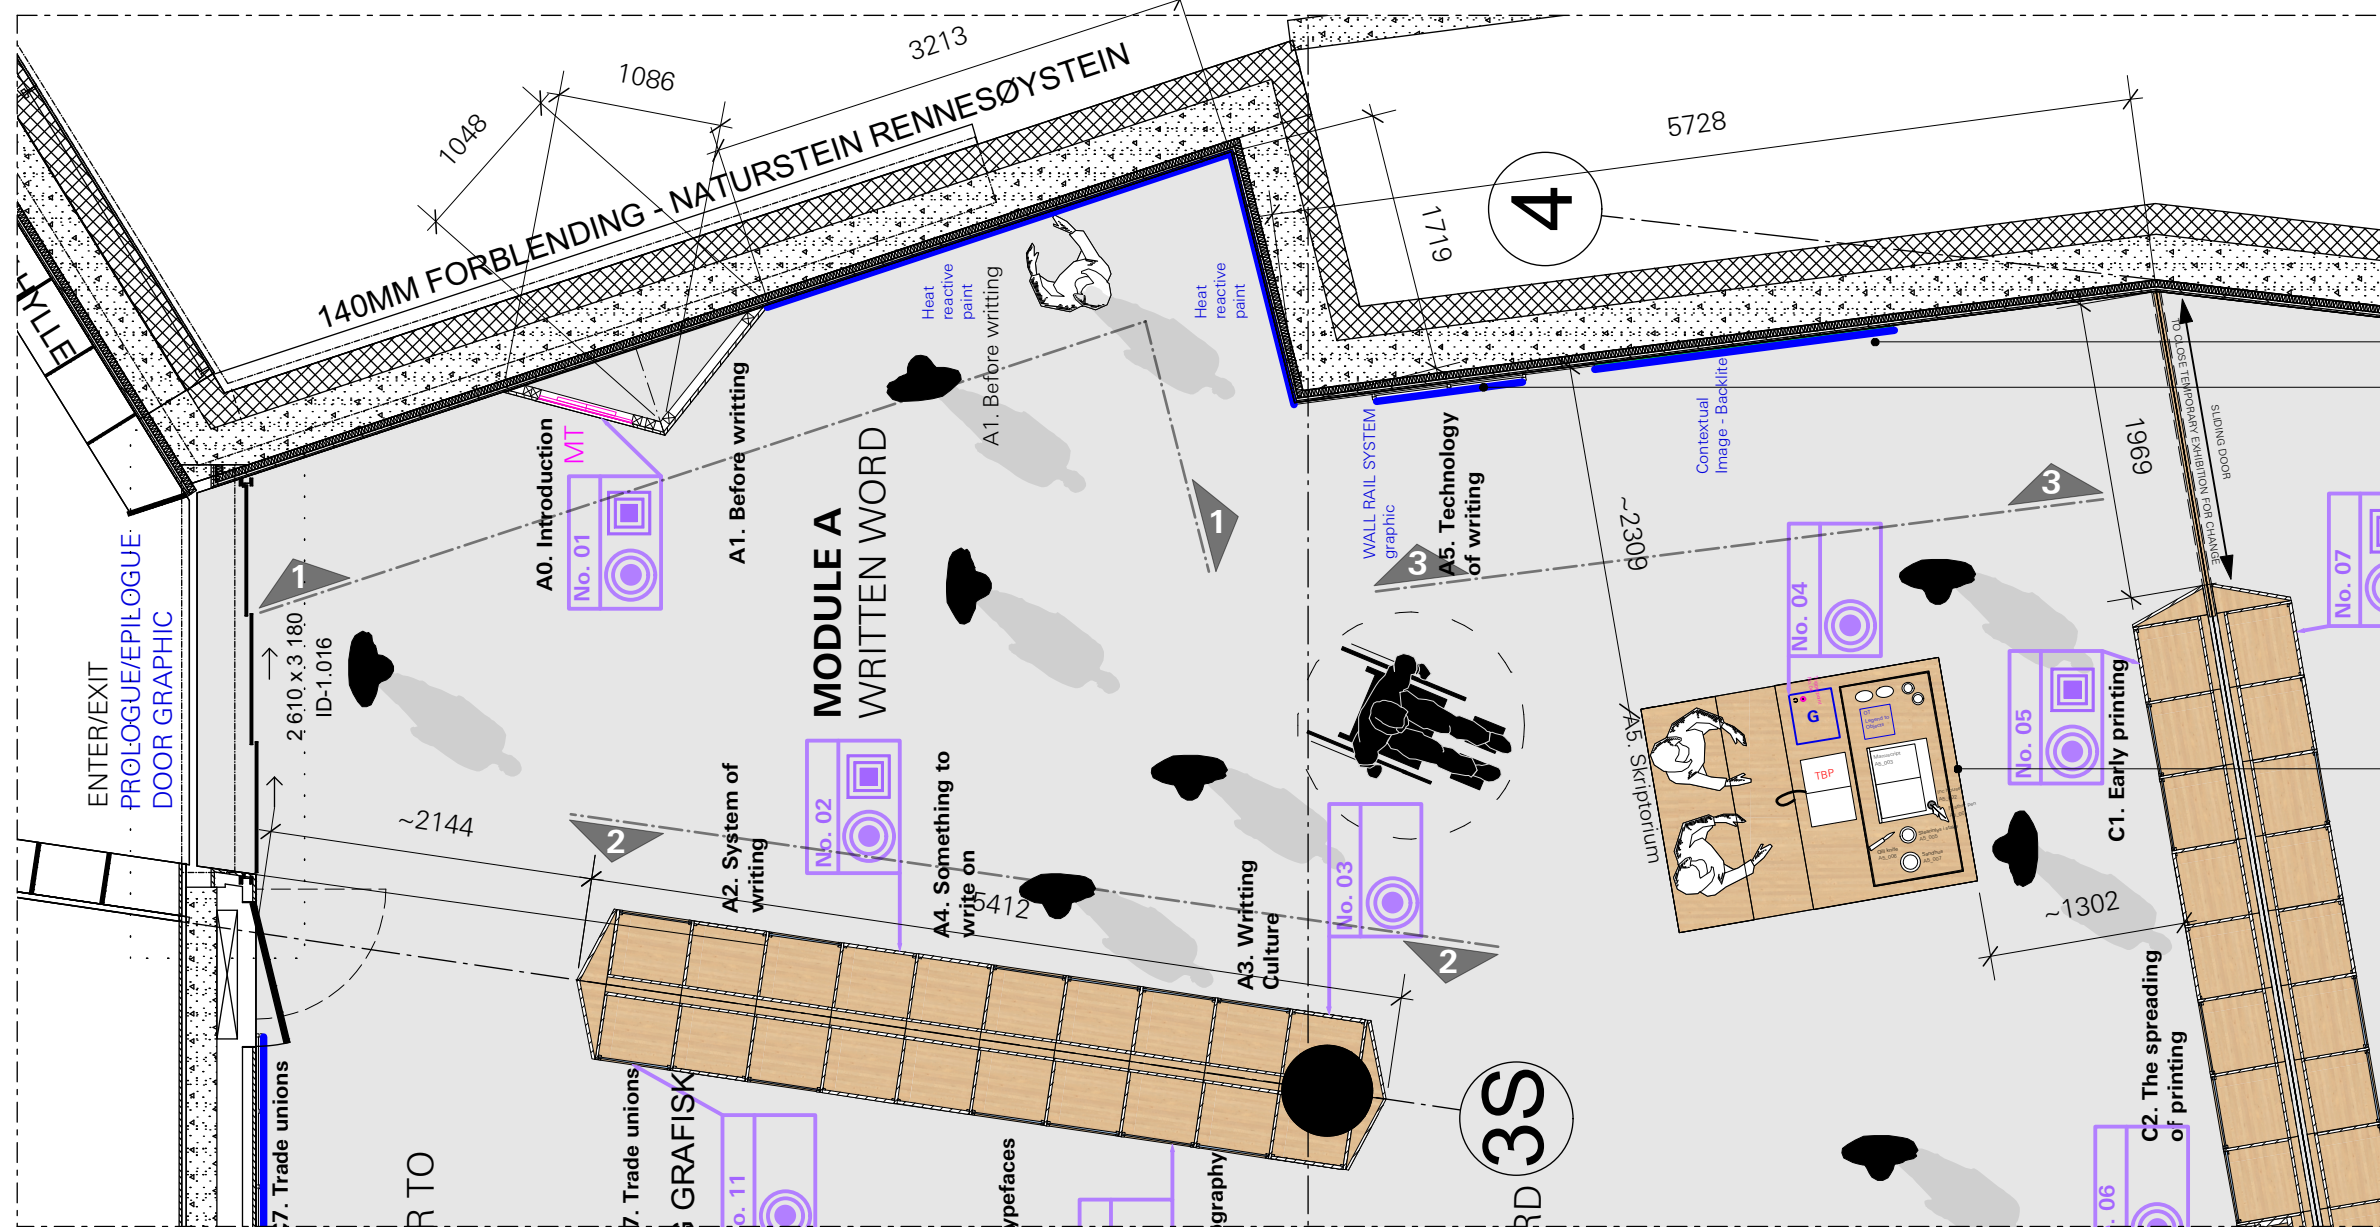 3213
1086
1048
140MM FORBLENDING - NATURSTEIN RENNESØYSTEIN
5728
4
1719
HYLLE
Heat
reactive
paint
A1. Before writting
Heat
reactive
paint
A0. Introduction
MT
No. 01
A1. Before writting
MODULE A
WRITTEN WORD
1
1
WALL RAIL SYSTEM
graphic
A5. Technology
of writing
Contextual
Image - Backlite
3
3
~2309
1969
SLIDING DOOR
TO CLOSE TEMPORARY EXHIBITION FOR CHANGE
No. 07
No. 04
No. 05
C1. Early printing
ENTER/EXIT
PROLOGUE/EPILOGUE
DOOR GRAPHIC
2 610 x 3 180
ID-1.016
~2144
2
A2. System of
writing
No. 02
A4. Something to
write on
5412
A3. Writting
Culture
No. 03
2
A5. Skriptorium
G
TBP
Manuscript
A5_003
~1302
C2. The spreading
of printing
3S
C7. Trade unions
R TO
7. Trade unions
G GRAFISK
o. 11
ypefaces
graphy
RD
. 06